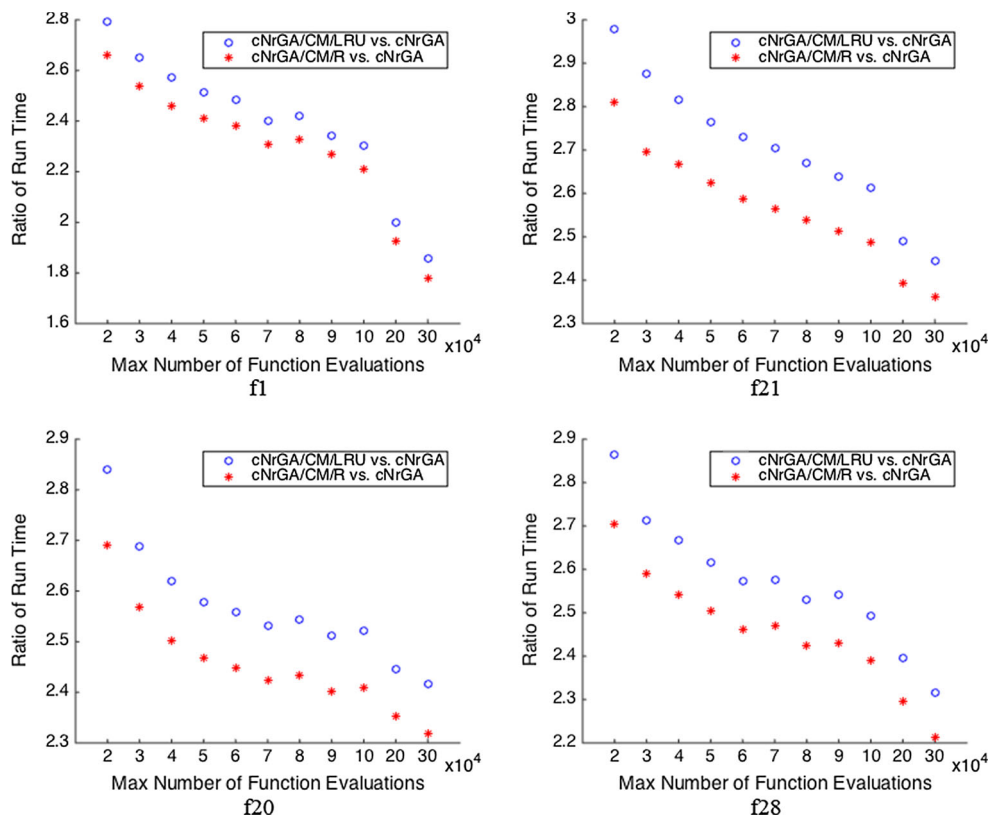 2.8
2.6
2.4
2.2
2
1.8
1.6
Ratio of Run Time
cNrGA/CM/LRU vs. cNrGA
cNrGA/CM/R vs. cNrGA
2 3 4 5 6 7 8 9 10 20 30
x10⁴
Max Number of Function Evaluations
f1
3
2.9
2.8
2.7
2.6
2.5
2.4
2.3
Ratio of Run Time
cNrGA/CM/LRU vs. cNrGA
cNrGA/CM/R vs. cNrGA
2 3 4 5 6 7 8 9 10 20 30
x10⁴
Max Number of Function Evaluations
f21
2.9
2.8
2.7
2.6
2.5
2.4
2.3
Ratio of Run Time
cNrGA/CM/LRU vs. cNrGA
cNrGA/CM/R vs. cNrGA
2 3 4 5 6 7 8 9 10 20 30
x10⁴
Max Number of Function Evaluations
f20
2.9
2.8
2.7
2.6
2.5
2.4
2.3
2.2
Ratio of Run Time
cNrGA/CM/LRU vs. cNrGA
cNrGA/CM/R vs. cNrGA
2 3 4 5 6 7 8 9 10 20 30
x10⁴
Max Number of Function Evaluations
f28